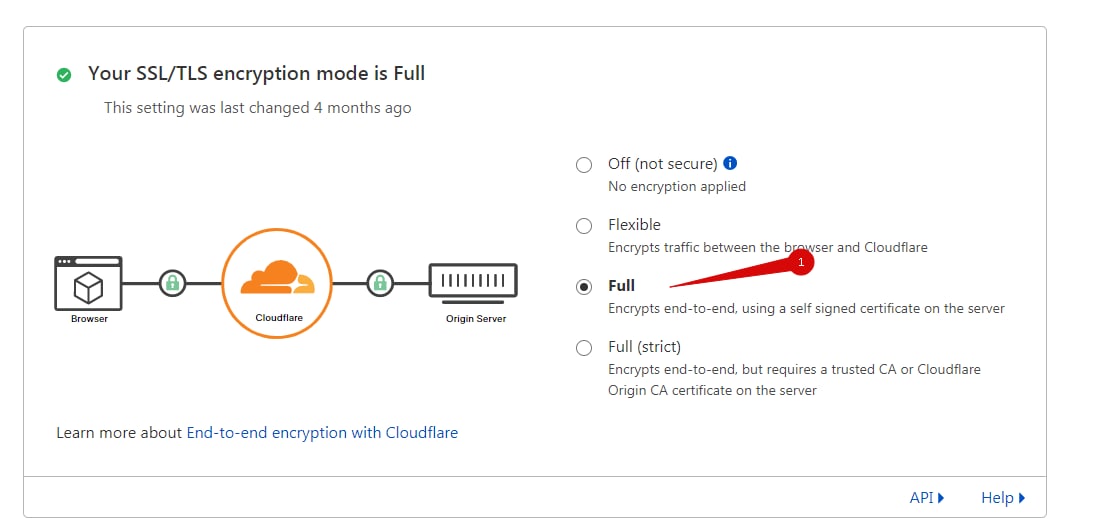 Your SSL/TLS encryption mode is Full
This setting was last changed 4 months ago
Off (not secure)
No encryption applied
Flexible
Encrypts traffic between the browser and Cloudflare
1
Full
Encrypts end-to-end, using a self signed certificate on the server
Full (strict)
Encrypts end-to-end, but requires a trusted CA or Cloudflare
Origin CA certificate on the server
Browser
Cloudflare
Origin Server
Learn more about End-to-end encryption with Cloudflare
API
Help